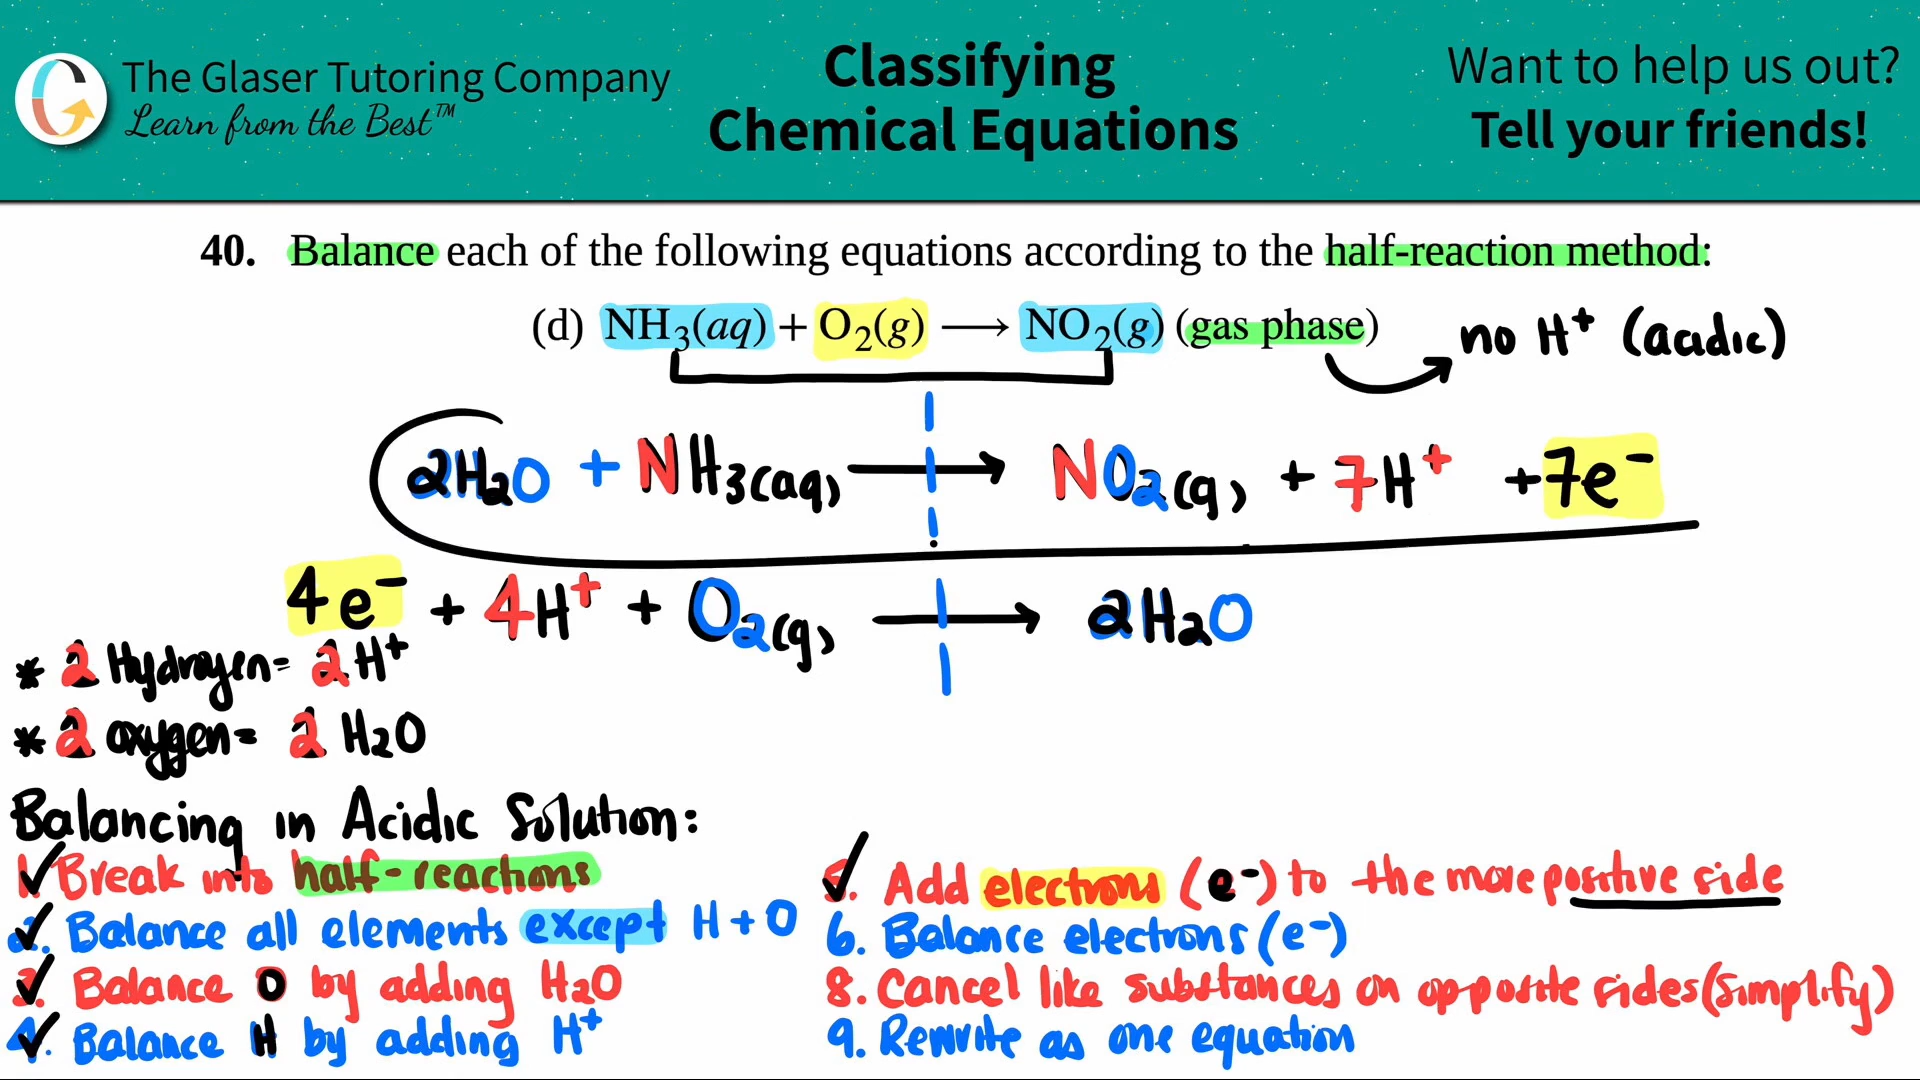 The Glaser Tutoring Company
Learn from the Best™
Classifying
Chemical Equations
Want to help us out?
Tell your friends!
40. Balance each of the following equations according to the half-reaction method:
(d) NH₃(aq) + O₂(g) ⟶ NO₂(g) (gas phase)
no H⁺ (acidic)
2H₂O + NH₃(aq) → NO₂(g) + 7H⁺ + 7e⁻
4e⁻ + 4H⁺ + O₂(g) → 2H₂O
* 2 Hydrogen = 2H⁺
* 2 oxygen = 2 H₂O
Balancing in Acidic Solution:
1. Break into half-reactions
2. Balance all elements except H + O
3. Balance O by adding H₂O
4. Balance H by adding H⁺
5. Add electrons (e⁻) to the more positive side
6. Balance electrons (e⁻)
8. Cancel like substances on opposite sides (simplify)
9. Rewrite as one equation